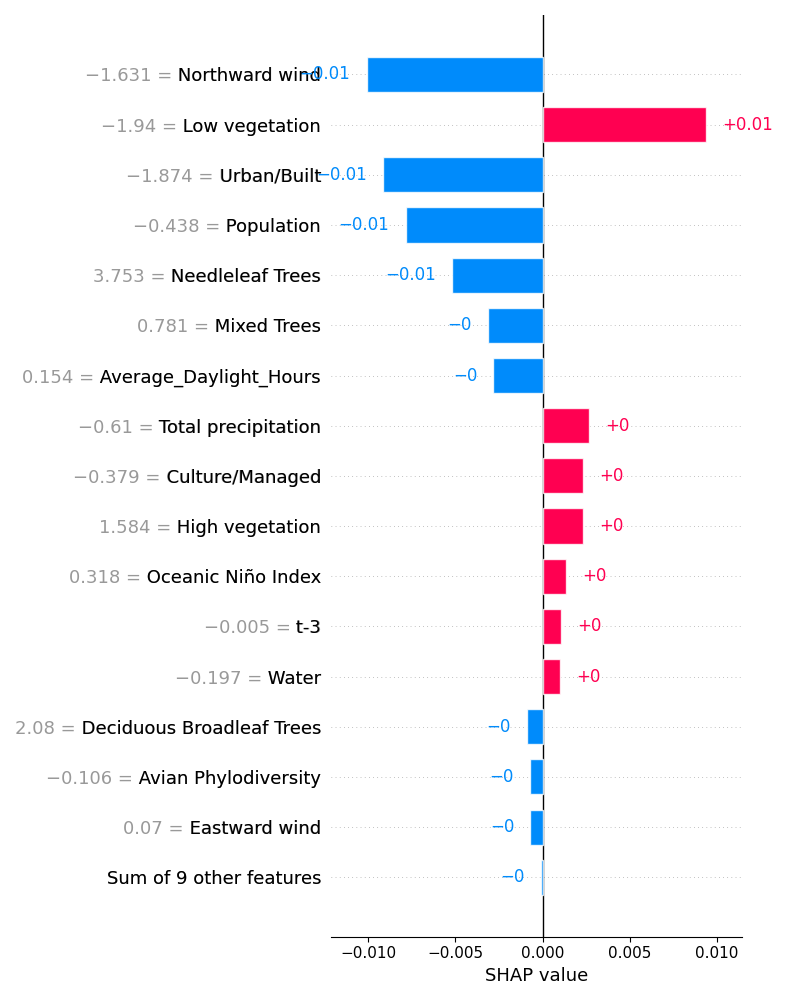 −1.631 = Northward wind −0.01
−1.94 = Low vegetation +0.01
−1.874 = Urban/Built −0.01
−0.438 = Population −0.01
3.753 = Needleleaf Trees −0.01
0.781 = Mixed Trees −0
0.154 = Average_Daylight_Hours −0
−0.61 = Total precipitation +0
−0.379 = Culture/Managed +0
1.584 = High vegetation +0
0.318 = Oceanic Niño Index +0
−0.005 = t-3 +0
−0.197 = Water +0
2.08 = Deciduous Broadleaf Trees −0
−0.106 = Avian Phylodiversity −0
0.07 = Eastward wind −0
Sum of 9 other features −0
−0.010 −0.005 0.000 0.005 0.010
SHAP value